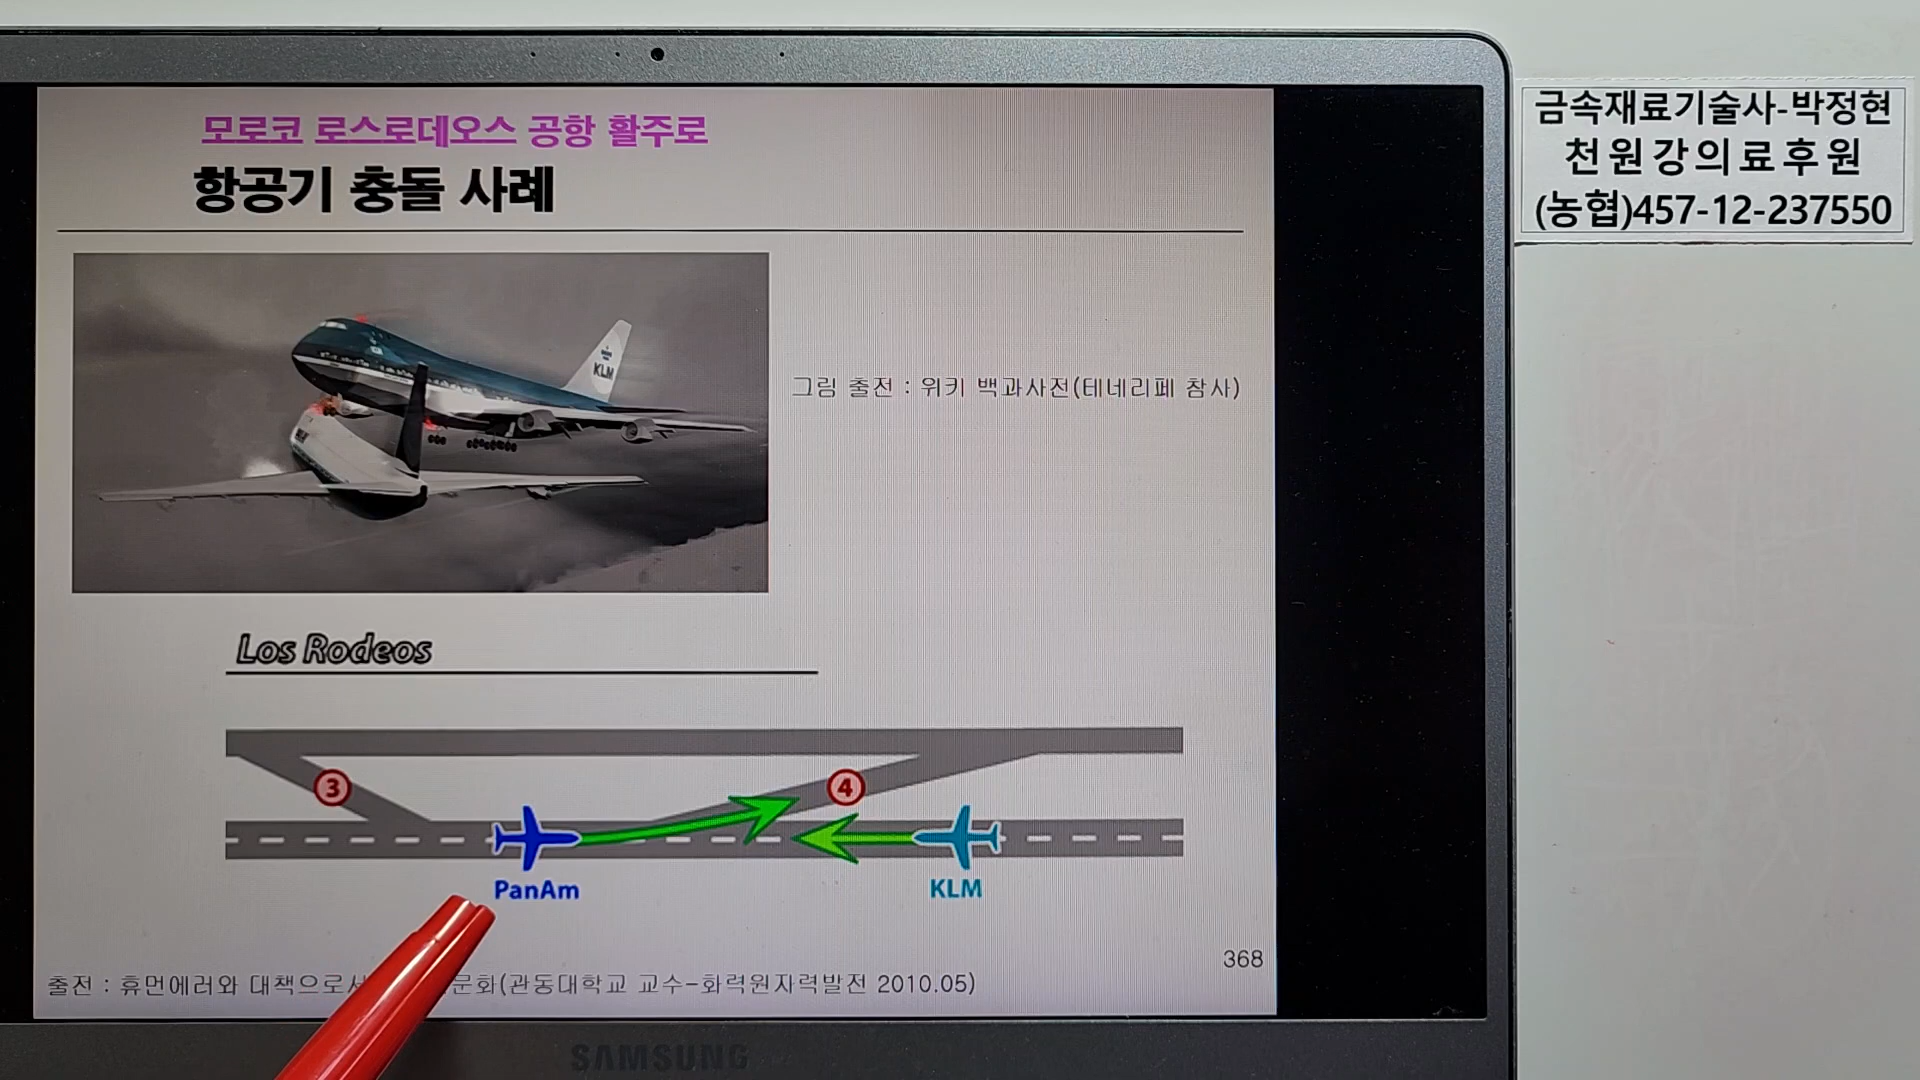 모로코 로스로데오스 공항 활주로
항공기 충돌 사례
KLM
그림 출전 : 위키 백과사전(테네리페 참사)
Los Rodeos
3
4
PanAm
KLM
368
출전 : 휴먼에러와 대책으로서 문화(관동대학교 교수-화력원자력발전 2010.05)
SAMSUNG
금속재료기술사-박정현
천원강의료후원
(농협)457-12-237550